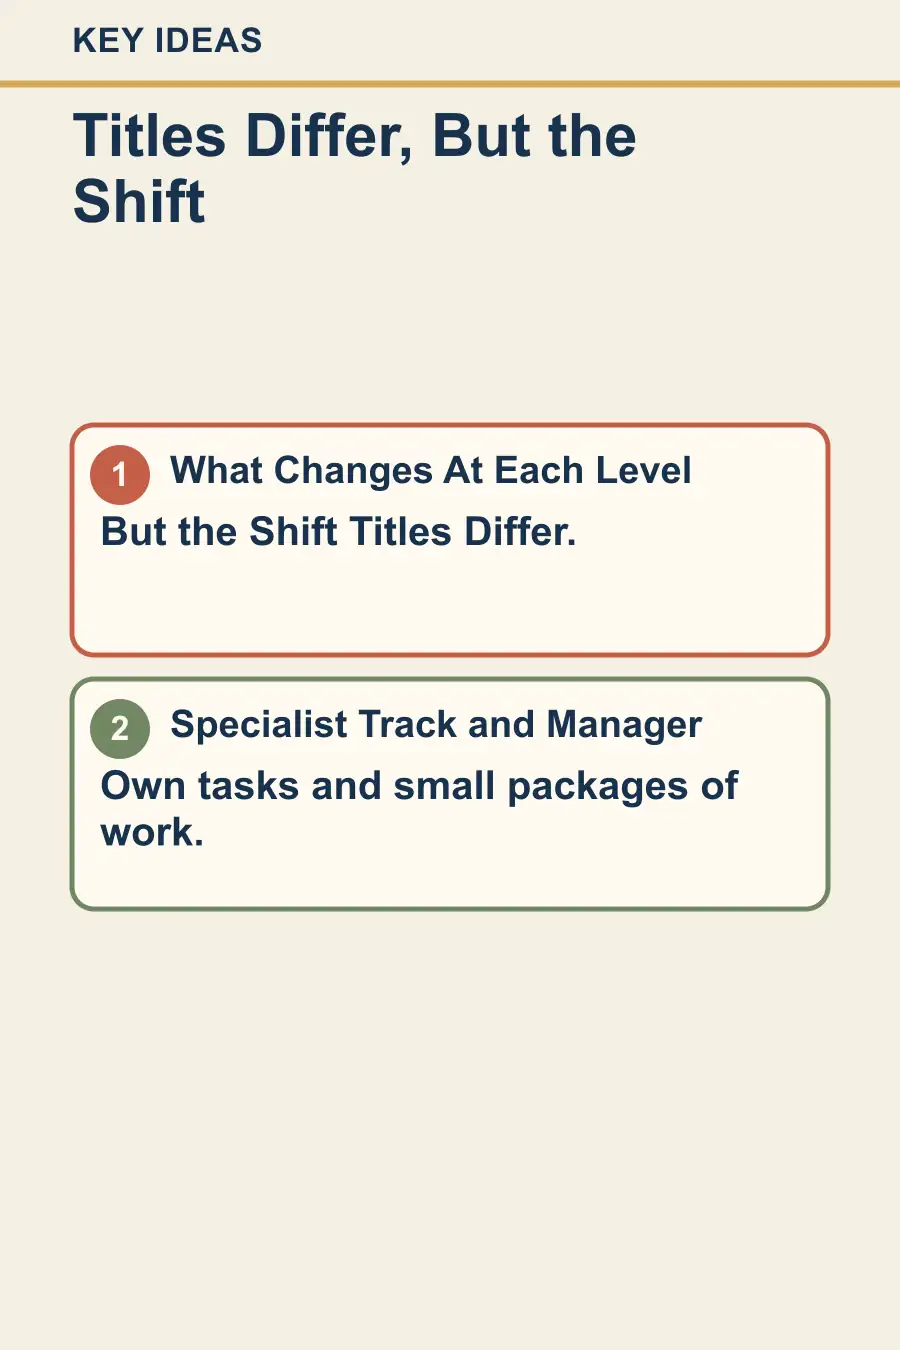 KEY IDEAS
Titles Differ, But the
Shift
1 What Changes At Each Level
But the Shift Titles Differ.
2 Specialist Track and Manager
Own tasks and small packages of
work.